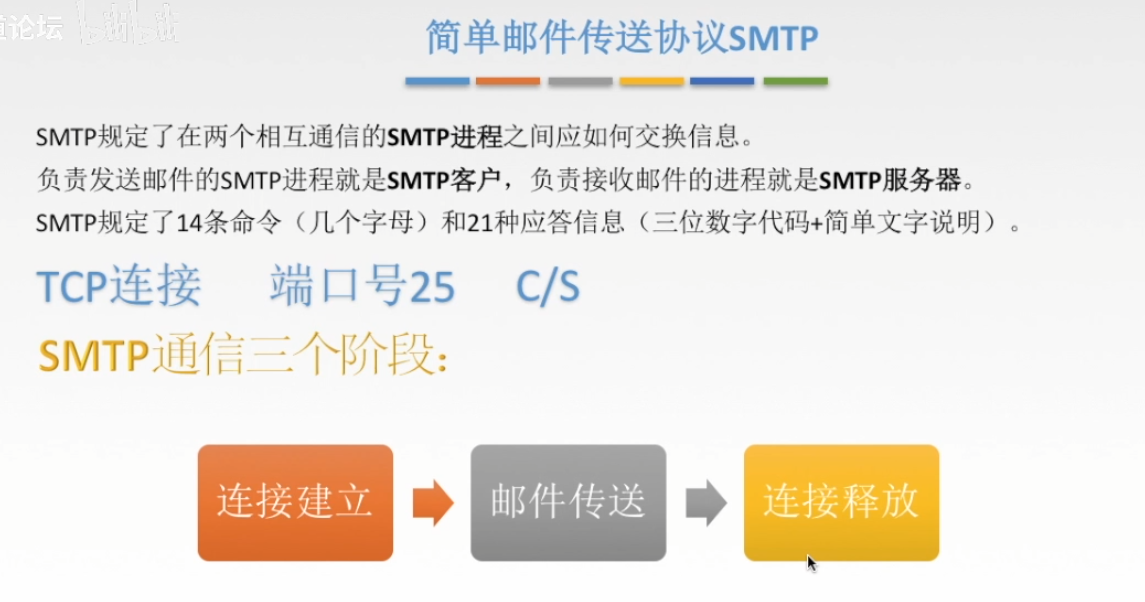 道论坛 bilibili
简单邮件传送协议SMTP
SMTP规定了在两个相互通信的SMTP进程之间应如何交换信息。
负责发送邮件的SMTP进程就是SMTP客户，负责接收邮件的进程就是SMTP服务器。
SMTP规定了14条命令（几个字母）和21种应答信息（三位数字代码+简单文字说明）。
TCP连接 端口号25 C/S
SMTP通信三个阶段:
连接建立 邮件传送 连接释放